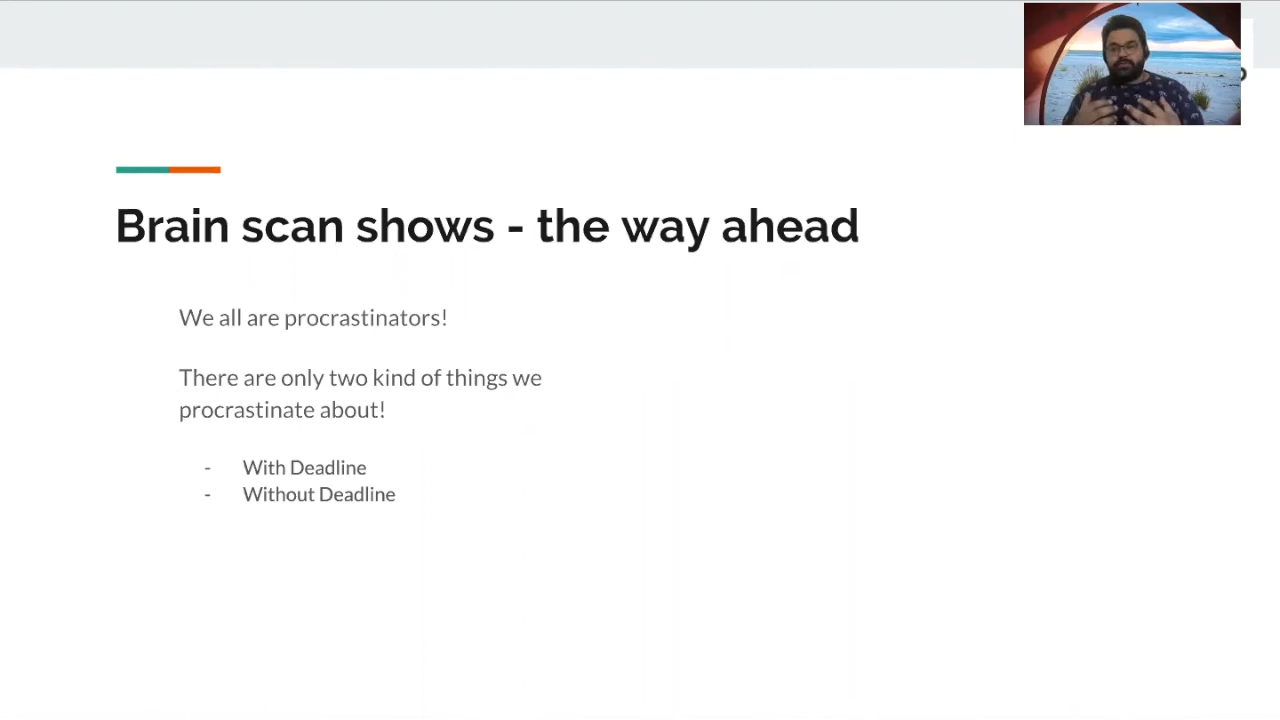 Brain scan shows - the way ahead
We all are procrastinators!
There are only two kind of things we
procrastinate about!
- With Deadline
- Without Deadline